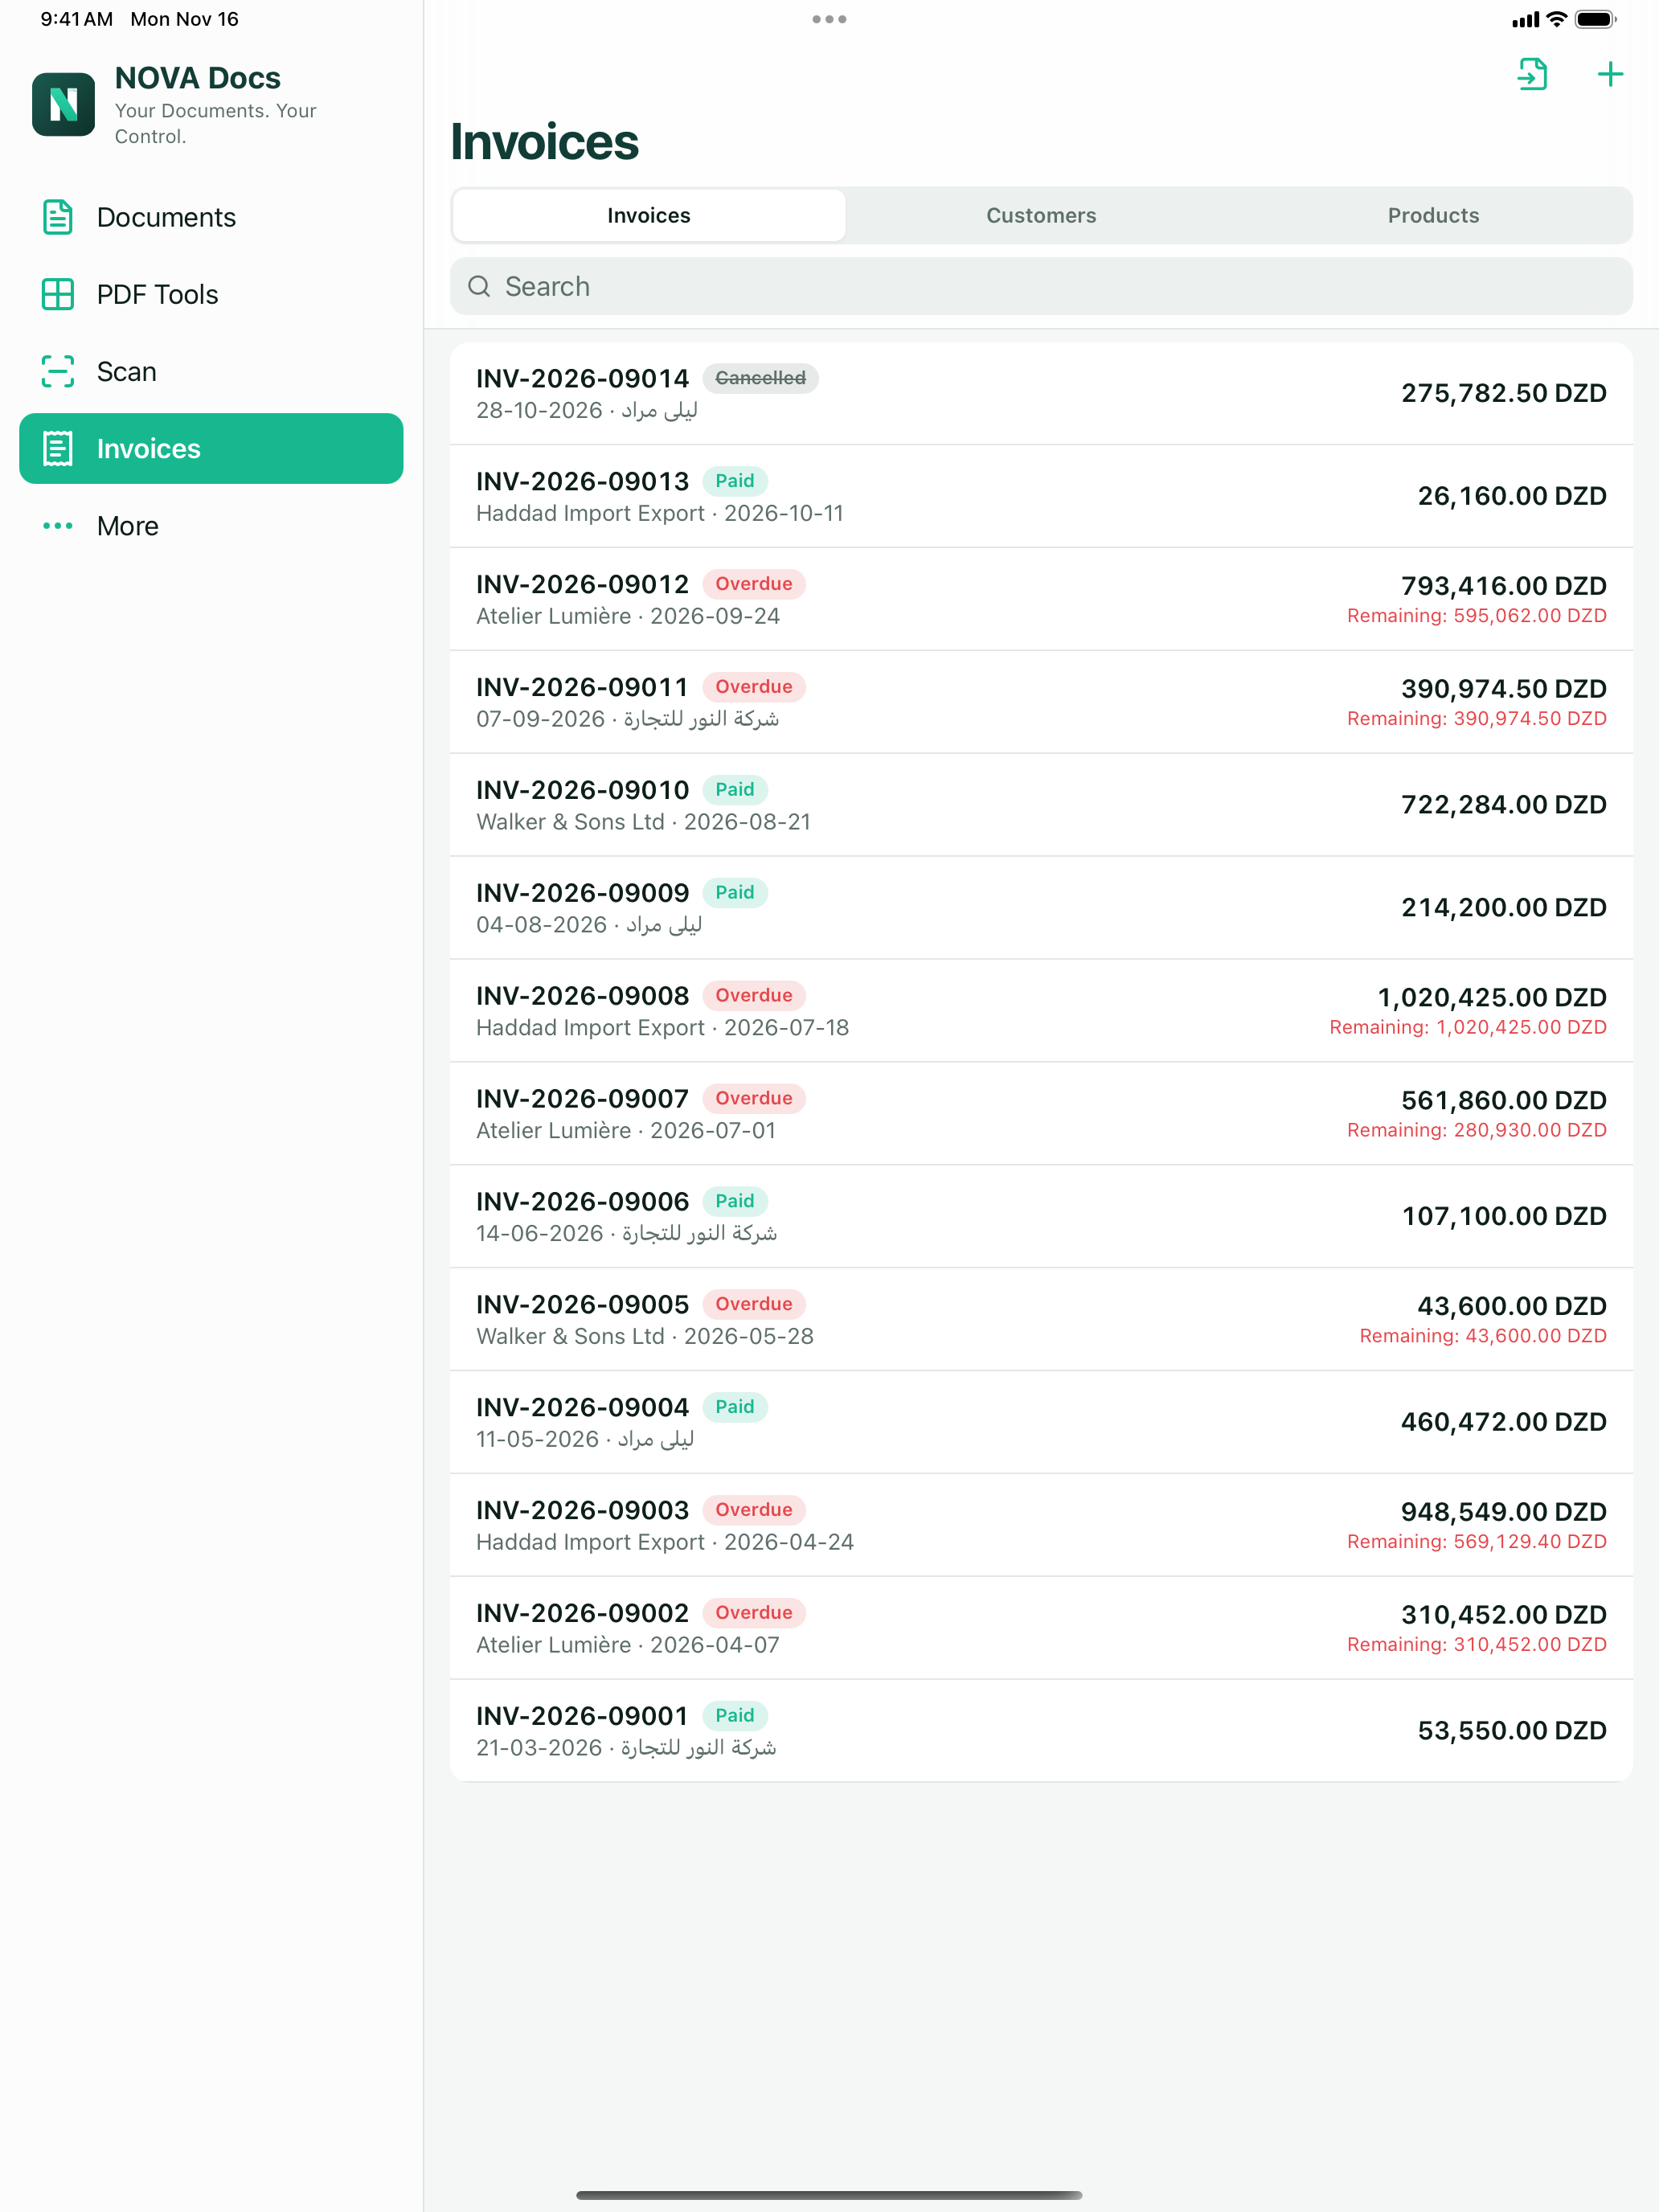 9:41 AM Mon Nov 16
NOVA Docs
Your Documents. Your
Control.
Documents
PDF Tools
Scan
Invoices
More
Invoices
Invoices Customers Products
Search
INV-2026-09014 Cancelled
275,782.50 DZD
ليلى مراد · 28-10-2026
INV-2026-09013 Paid
26,160.00 DZD
Haddad Import Export · 2026-10-11
INV-2026-09012 Overdue
793,416.00 DZD
Atelier Lumière · 2026-09-24
Remaining: 595,062.00 DZD
INV-2026-09011 Overdue
390,974.50 DZD
شركة النور للتجارة · 07-09-2026
Remaining: 390,974.50 DZD
INV-2026-09010 Paid
722,284.00 DZD
Walker & Sons Ltd · 2026-08-21
INV-2026-09009 Paid
214,200.00 DZD
ليلى مراد · 04-08-2026
INV-2026-09008 Overdue
1,020,425.00 DZD
Haddad Import Export · 2026-07-18
Remaining: 1,020,425.00 DZD
INV-2026-09007 Overdue
561,860.00 DZD
Atelier Lumière · 2026-07-01
Remaining: 280,930.00 DZD
INV-2026-09006 Paid
107,100.00 DZD
شركة النور للتجارة · 14-06-2026
INV-2026-09005 Overdue
43,600.00 DZD
Walker & Sons Ltd · 2026-05-28
Remaining: 43,600.00 DZD
INV-2026-09004 Paid
460,472.00 DZD
ليلى مراد · 11-05-2026
INV-2026-09003 Overdue
948,549.00 DZD
Haddad Import Export · 2026-04-24
Remaining: 569,129.40 DZD
INV-2026-09002 Overdue
310,452.00 DZD
Atelier Lumière · 2026-04-07
Remaining: 310,452.00 DZD
INV-2026-09001 Paid
53,550.00 DZD
شركة النور للتجارة · 21-03-2026